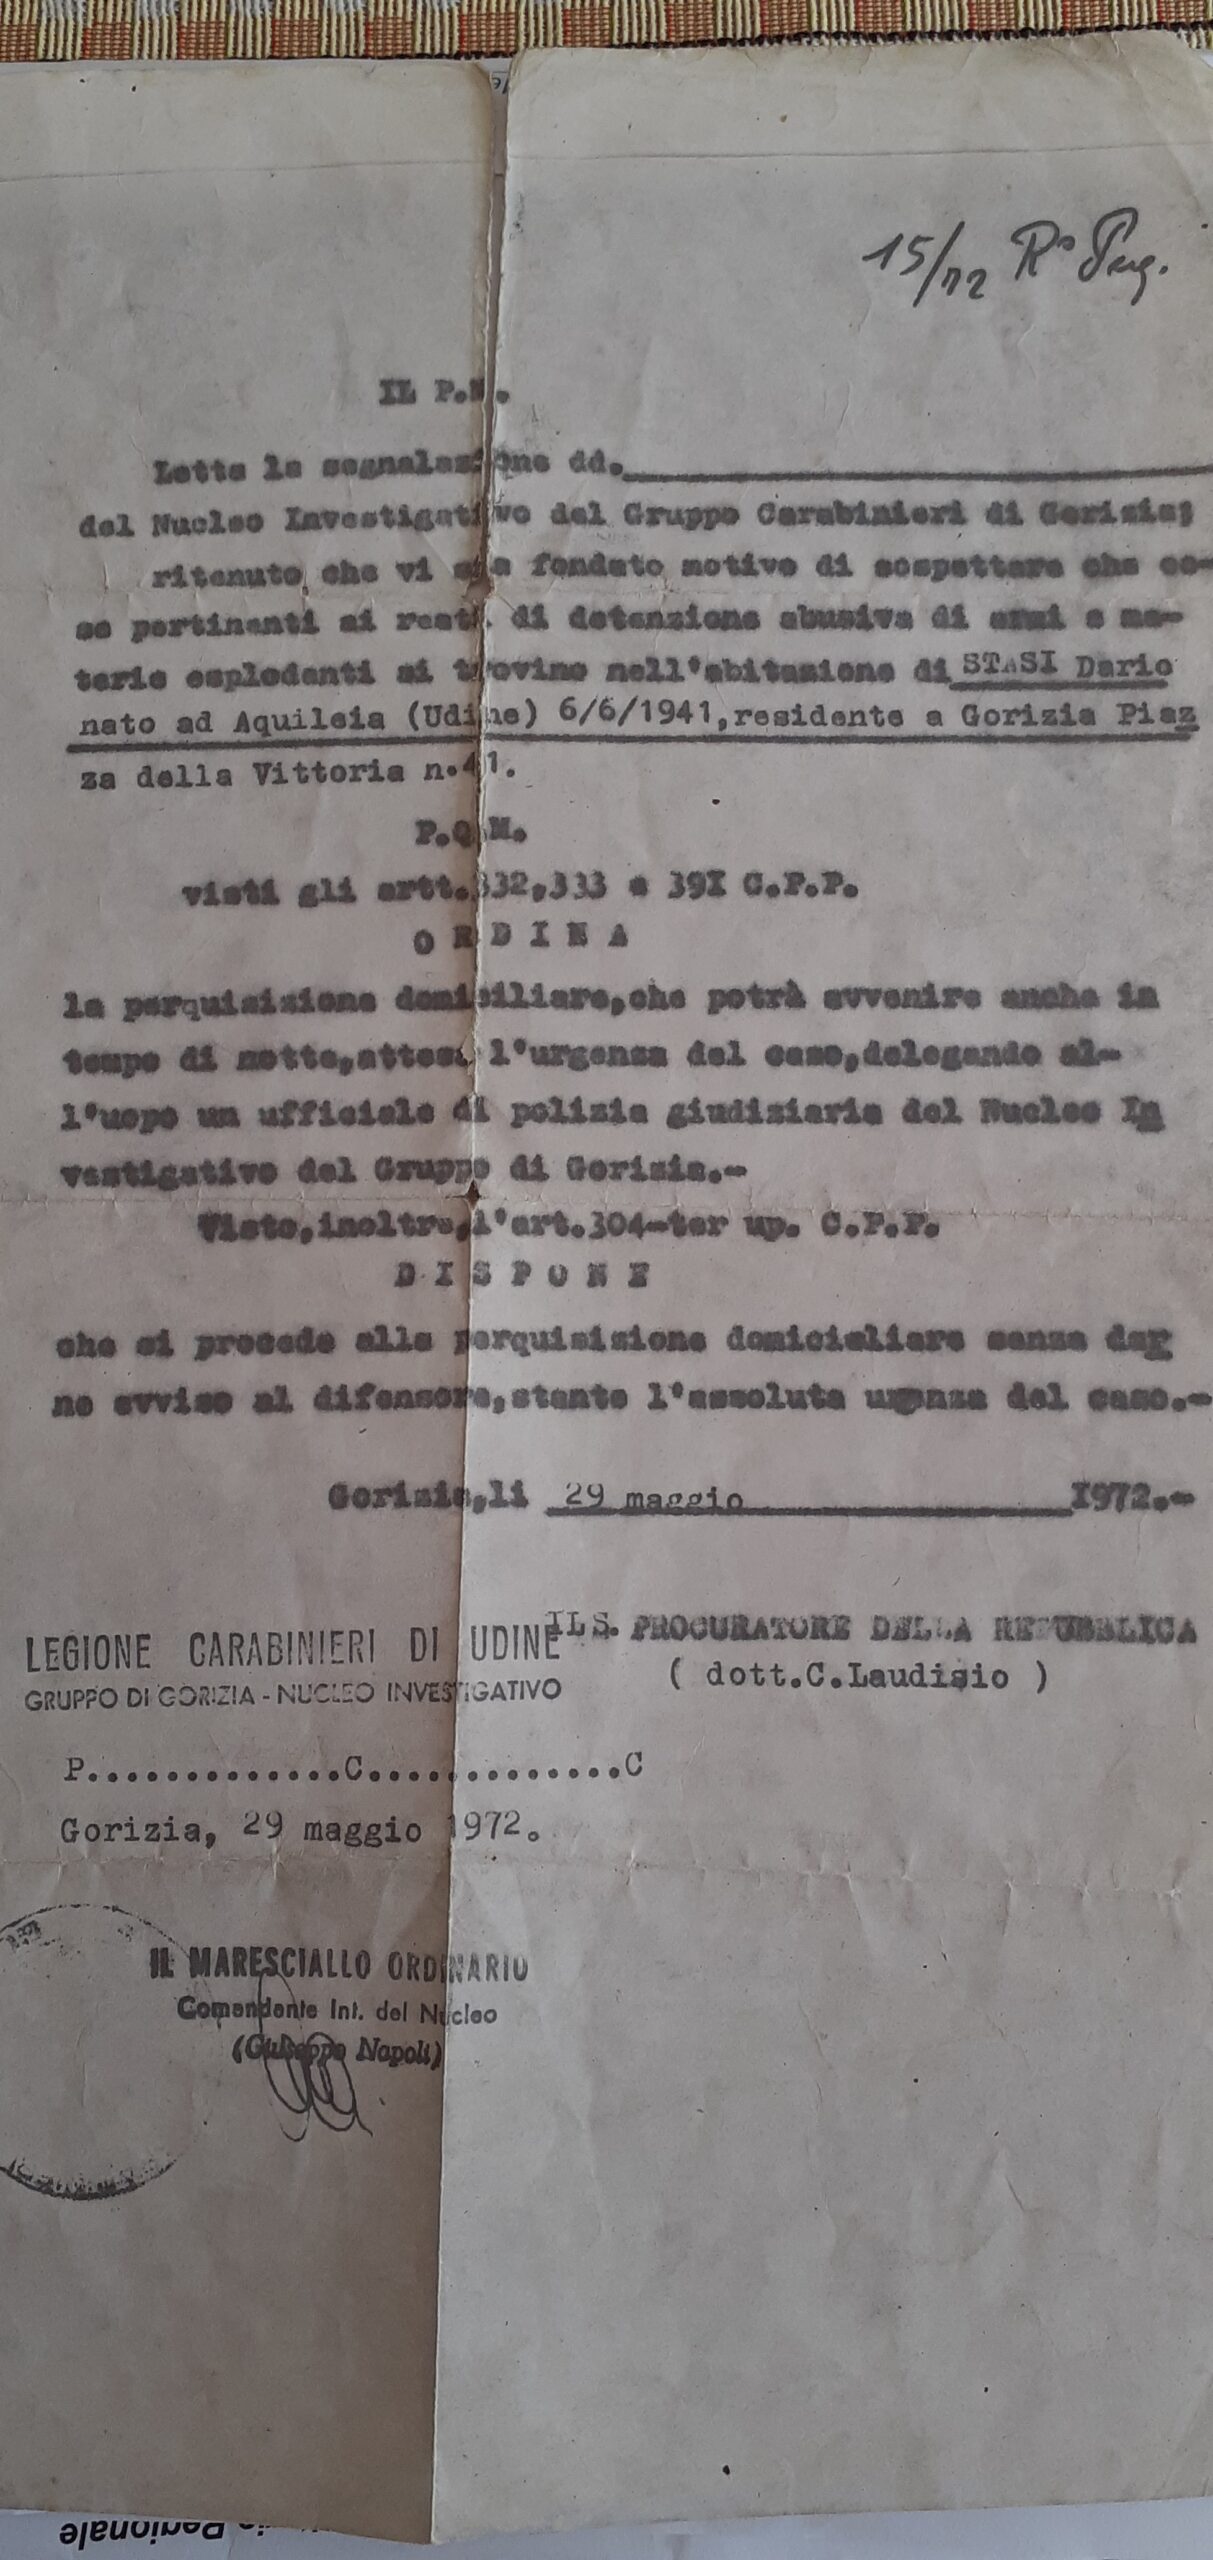 15/72 R° Perq.
IL P.M.
Letta la segnalazione dd.
del Nucleo Investigativo del Gruppo Carabinieri di Gorizia;
ritenuto che vi sia fondato motivo di sospettare che co-
se pertinenti ai reati di detenzione abusiva di armi e ma-
terie esplodenti si trovino nell'abitazione di STASI Dario
nato ad Aquileia (Udine) 6/6/1941,residente a Gorizia Piaz
za della Vittoria n.41.
P.Q.M.
visti gli artt.332,333 e 39I C.P.P.
O R D I N A
la perquisizione domiciliare,che potrà avvenire anche in
tempo di notte,attesa l'urgenza del caso,delegando al-
l'uopo un ufficiale di polizia giudiziaria del Nucleo In
vestigativo del Gruppo di Gorizia.-
Visto,inoltre,l'art.304-ter up. C.P.P.
D I S P O N E
che si proceda alla perquisizione domicialiare senza dar
ne avviso al difensore,stante l'assoluta urgenza del caso.-
Gorizia,li 29 maggio 1972.-
IL S. PROCURATORE DELLA REPUBBLICA
( dott.C.Laudisio )
LEGIONE CARABINIERI DI UDINE
GRUPPO DI GORIZIA - NUCLEO INVESTIGATIVO
P.............C.............C
Gorizia, 29 maggio 1972.
IL MARESCIALLO ORDINARIO
Comandante Int. del Nucleo
(Giuseppe Napoli)
Regionale